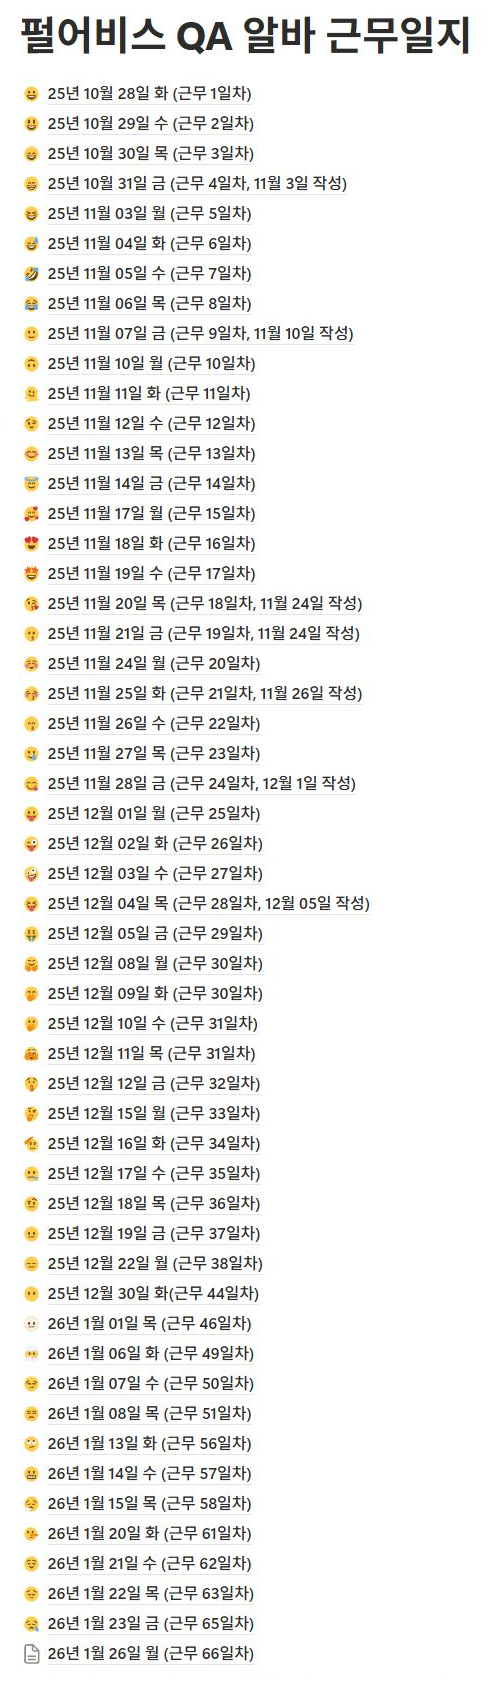 펄어비스 QA 알바 근무일지
25년 10월 28일 화 (근무 1일차)
25년 10월 29일 수 (근무 2일차)
25년 10월 30일 목 (근무 3일차)
25년 10월 31일 금 (근무 4일차, 11월 3일 작성)
25년 11월 03일 월 (근무 5일차)
25년 11월 04일 화 (근무 6일차)
25년 11월 05일 수 (근무 7일차)
25년 11월 06일 목 (근무 8일차)
25년 11월 07일 금 (근무 9일차, 11월 10일 작성)
25년 11월 10일 월 (근무 10일차)
25년 11월 11일 화 (근무 11일차)
25년 11월 12일 수 (근무 12일차)
25년 11월 13일 목 (근무 13일차)
25년 11월 14일 금 (근무 14일차)
25년 11월 17일 월 (근무 15일차)
25년 11월 18일 화 (근무 16일차)
25년 11월 19일 수 (근무 17일차)
25년 11월 20일 목 (근무 18일차, 11월 24일 작성)
25년 11월 21일 금 (근무 19일차, 11월 24일 작성)
25년 11월 24일 월 (근무 20일차)
25년 11월 25일 화 (근무 21일차, 11월 26일 작성)
25년 11월 26일 수 (근무 22일차)
25년 11월 27일 목 (근무 23일차)
25년 11월 28일 금 (근무 24일차, 12월 1일 작성)
25년 12월 01일 월 (근무 25일차)
25년 12월 02일 화 (근무 26일차)
25년 12월 03일 수 (근무 27일차)
25년 12월 04일 목 (근무 28일차, 12월 05일 작성)
25년 12월 05일 금 (근무 29일차)
25년 12월 08일 월 (근무 30일차)
25년 12월 09일 화 (근무 30일차)
25년 12월 10일 수 (근무 31일차)
25년 12월 11일 목 (근무 31일차)
25년 12월 12일 금 (근무 32일차)
25년 12월 15일 월 (근무 33일차)
25년 12월 16일 화 (근무 34일차)
25년 12월 17일 수 (근무 35일차)
25년 12월 18일 목 (근무 36일차)
25년 12월 19일 금 (근무 37일차)
25년 12월 22일 월 (근무 38일차)
25년 12월 30일 화(근무 44일차)
26년 1월 01일 목 (근무 46일차)
26년 1월 06일 화 (근무 49일차)
26년 1월 07일 수 (근무 50일차)
26년 1월 08일 목 (근무 51일차)
26년 1월 13일 화 (근무 56일차)
26년 1월 14일 수 (근무 57일차)
26년 1월 15일 목 (근무 58일차)
26년 1월 20일 화 (근무 61일차)
26년 1월 21일 수 (근무 62일차)
26년 1월 22일 목 (근무 63일차)
26년 1월 23일 금 (근무 65일차)
26년 1월 26일 월 (근무 66일차)